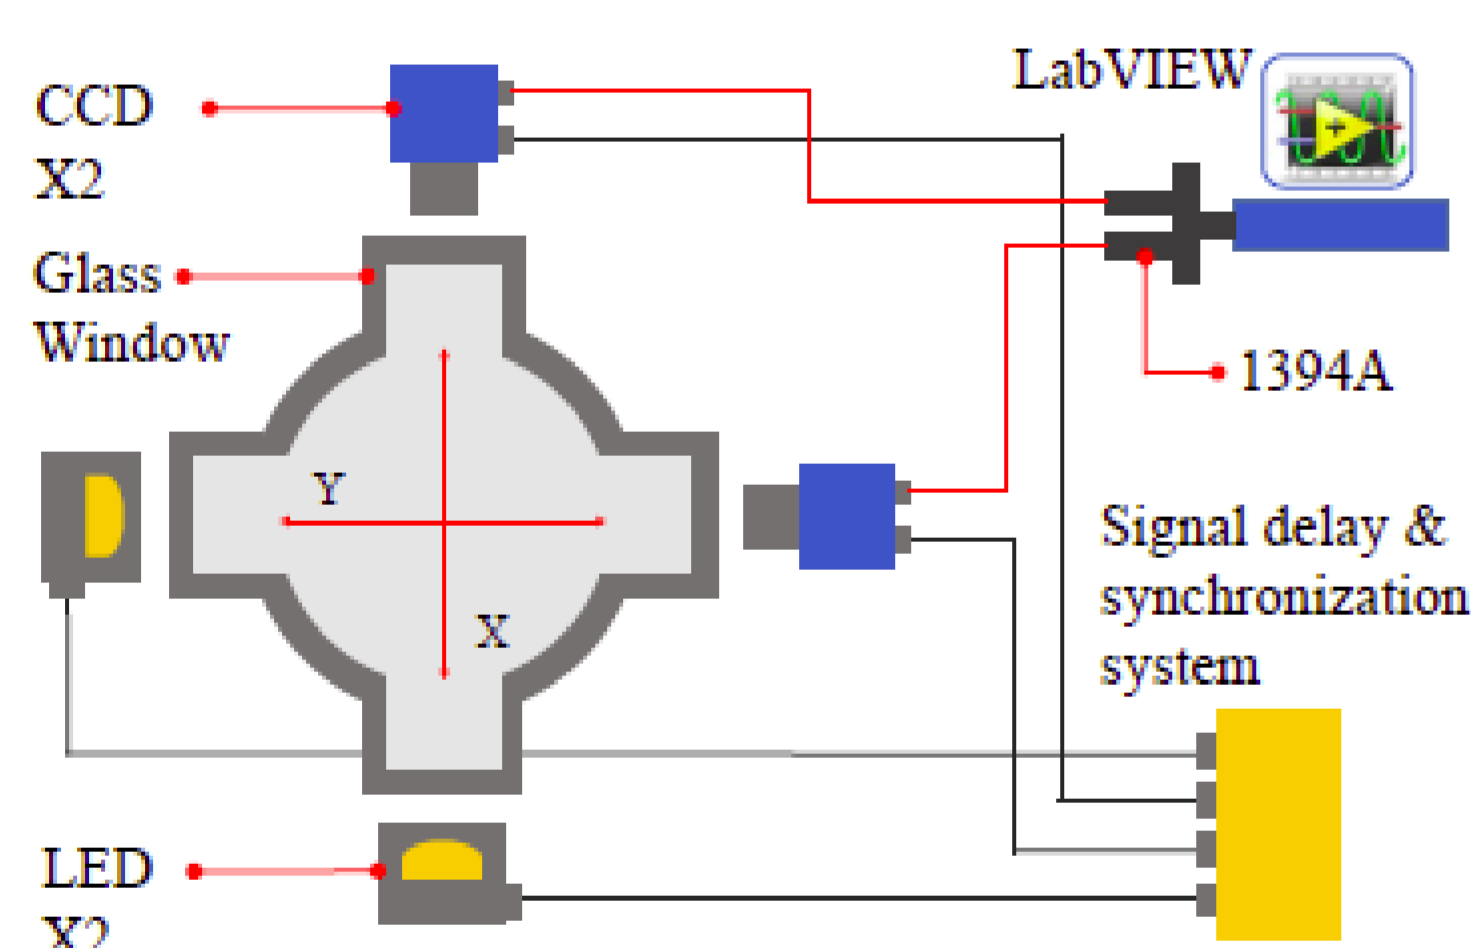 CCD
X2
LabVIEW
Glass
Window
1394A
Y
X
Signal delay &
synchronization
system
LED
X2